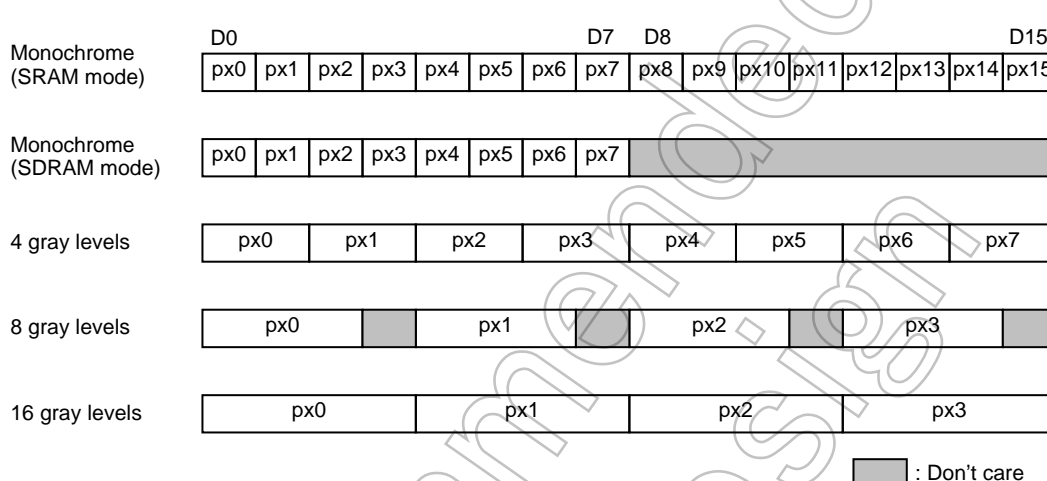 D0 D7 D8 D15
Monochrome
(SRAM mode)
px0 px1 px2 px3 px4 px5 px6 px7 px8 px9 px10 px11 px12 px13 px14 px15
Monochrome
(SDRAM mode)
px0 px1 px2 px3 px4 px5 px6 px7
4 gray levels
px0 px1 px2 px3 px4 px5 px6 px7
8 gray levels
px0 px1 px2 px3
16 gray levels
px0 px1 px2 px3
: Don't care